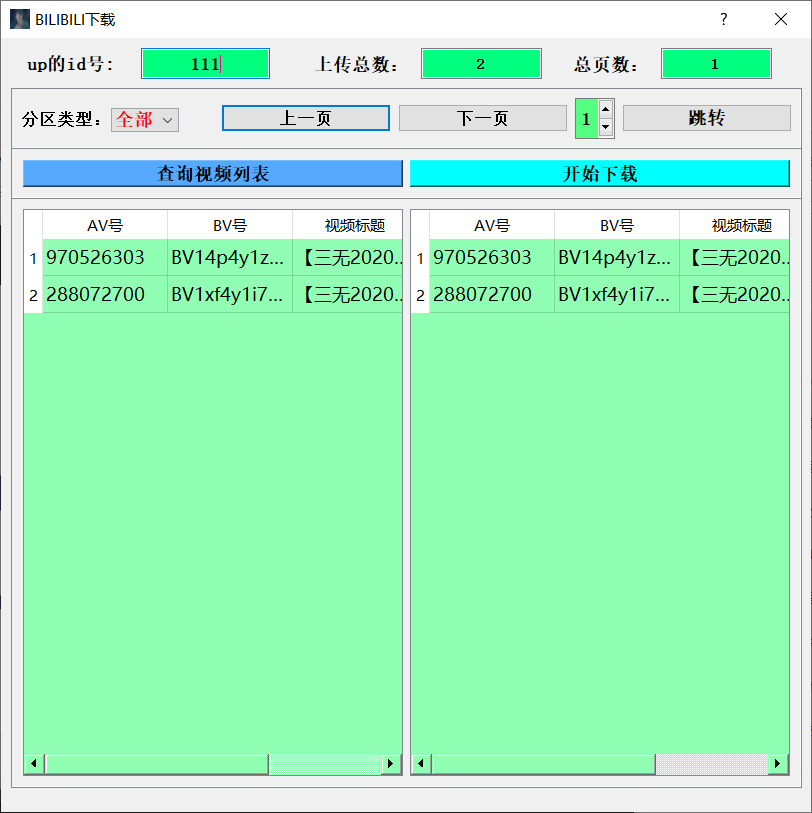 BILIBILI下载
up的id号: 111 上传总数: 2 总页数: 1
分区类型: 全部 上一页 下一页 1 跳转
查询视频列表 开始下载
AV号 BV号 视频标题 AV号 BV号 视频标题
1 970526303 BV14p4y1z... 【三无2020.. 1 970526303 BV14p4y1z... 【三无2020..
2 288072700 BV1xf4y1i7... 【三无2020.. 2 288072700 BV1xf4y1i7... 【三无2020..